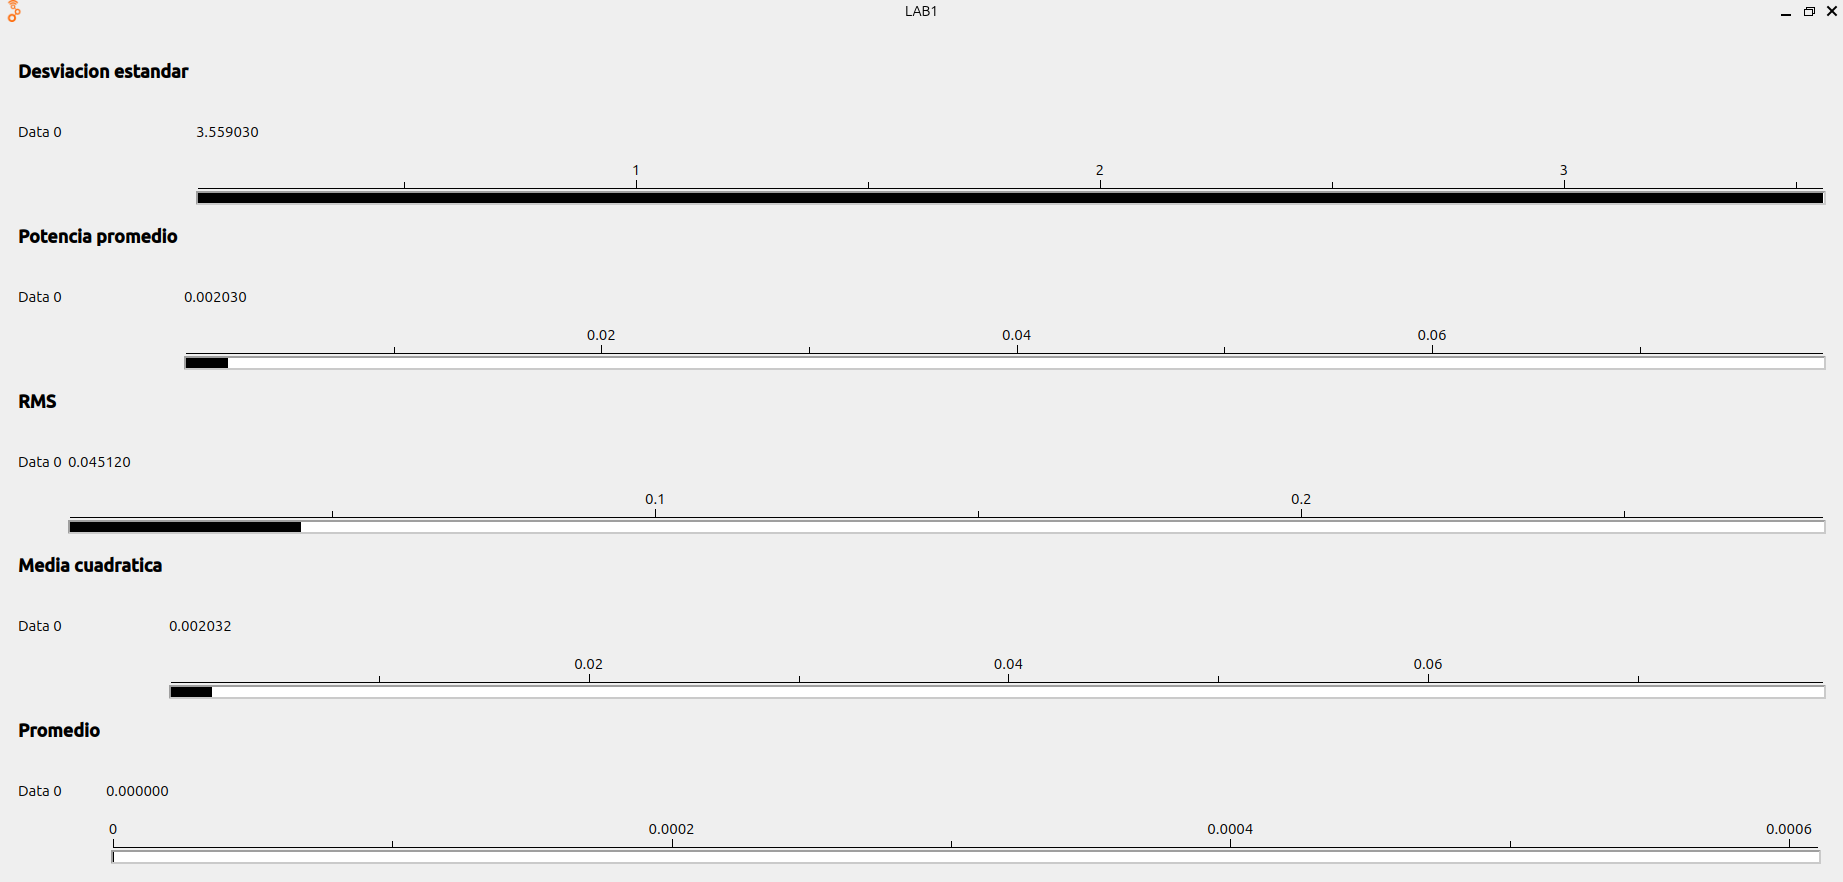 LAB1
Desviacion estandar
Data 0 3.559030
1 2 3
Potencia promedio
Data 0 0.002030
0.02 0.04 0.06
RMS
Data 0 0.045120
0.1 0.2
Media cuadratica
Data 0 0.002032
0.02 0.04 0.06
Promedio
Data 0 0.000000
0 0.0002 0.0004 0.0006